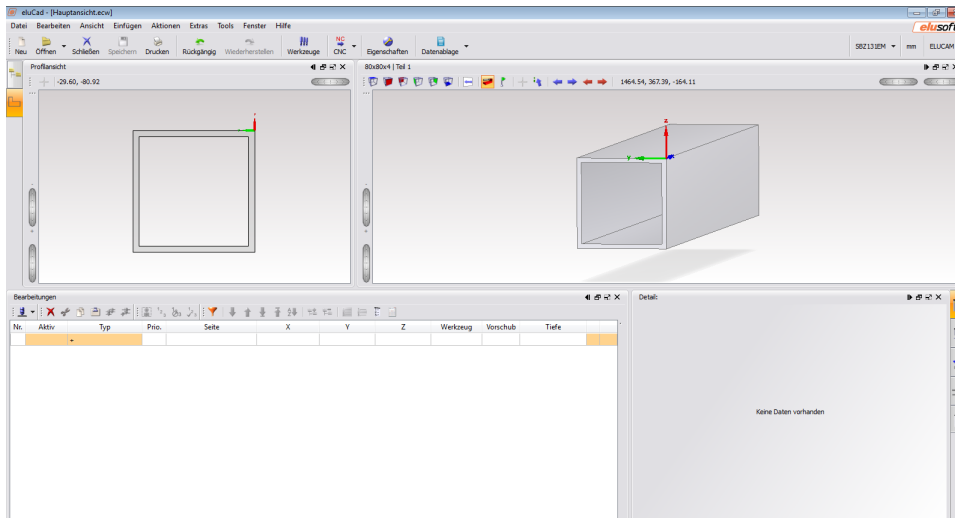 eluCad - [Hauptansicht.ecw]
Datei Bearbeiten Ansicht Einfügen Aktionen Extras Tools Fenster Hilfe
elusoft
Neu Öffnen Schließen Speichern Drucken Rückgängig Wiederherstellen Werkzeuge CNC Eigenschaften Datenablage
NC
SBZ131EM mm ELUCAM
Profilansicht
80x80x4 | Teil 1
-29.60, -80.92
1464.54, 367.39, -164.11
z
y
Bearbeitungen
Detail:
Nr. Aktiv Typ Prio. Seite X Y Z Werkzeug Vorschub Tiefe
+
Keine Daten vorhanden